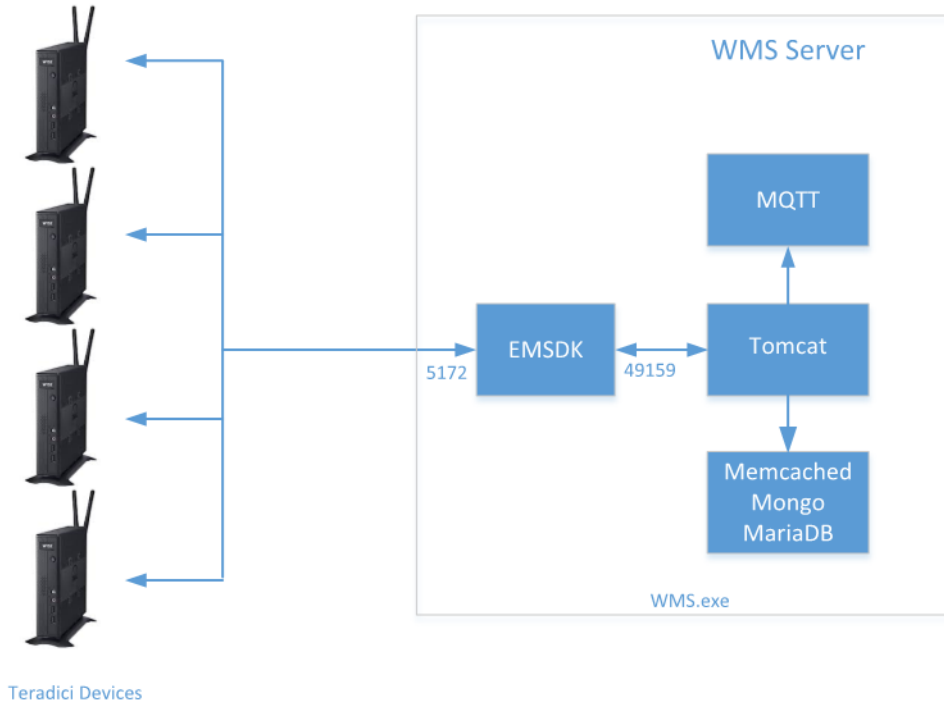 WMS Server
MQTT
EMSDK
Tomcat
5172
49159
Memcached
Mongo
MariaDB
WMS.exe
Teradici Devices